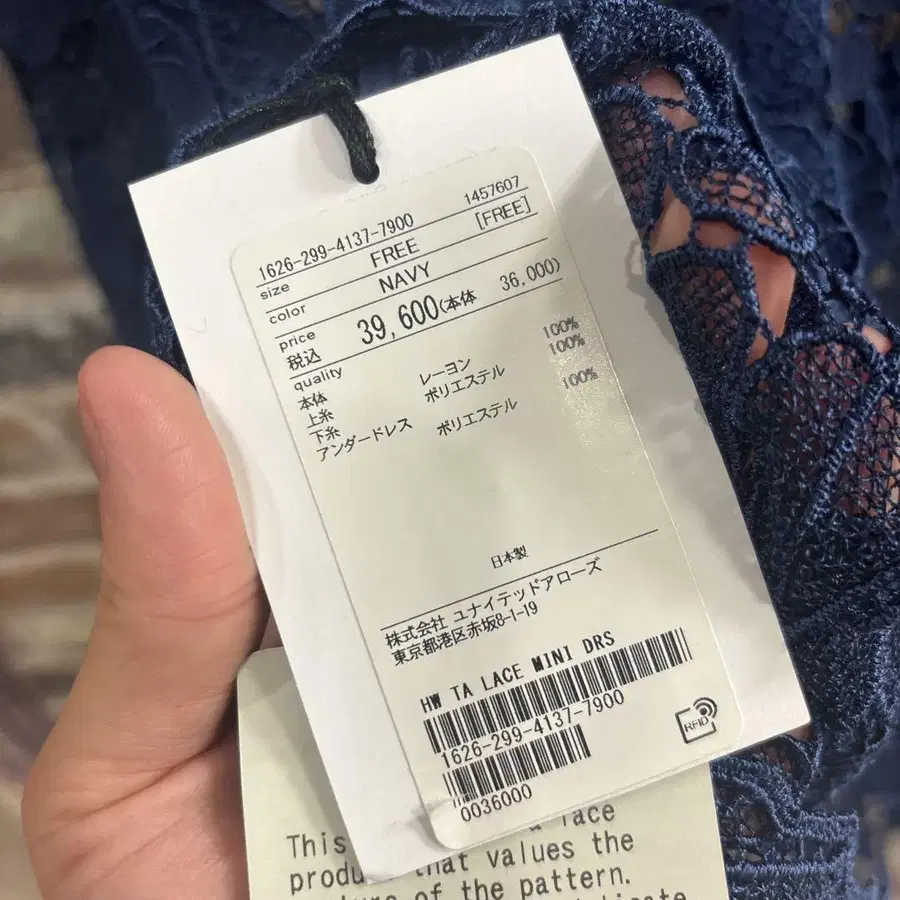 1457607
1626-299-4137-7900 [FREE]
size FREE
color NAVY
price 39,600(本体 36,000)
税込
quality
本体
上糸 レーヨン 100%
下糸 ポリエステル 100%
アンダードレス ポリエステル 100%
日本製
株式会社 ユナイテッドアローズ
東京都港区赤坂8-1-19
HW TA LACE MINI DRS
1626-299-4137-7900
0036000
RFID
This lace
that values the
of the pattern.